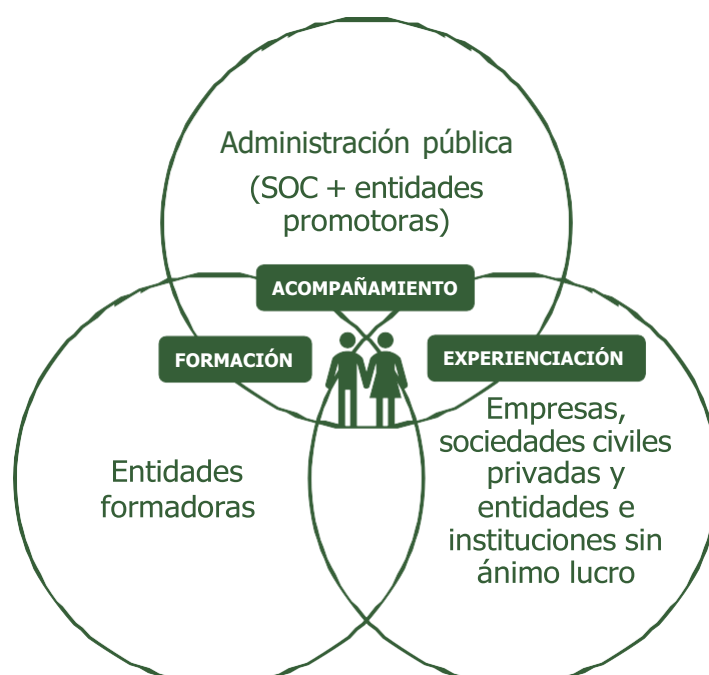 Administración pública
(SOC + entidades
promotoras)
ACOMPAÑAMIENTO
FORMACIÓN
EXPERIENCIACIÓN
Entidades
formadoras
Empresas,
sociedades civiles
privadas y
entidades e
instituciones sin
ánimo lucro